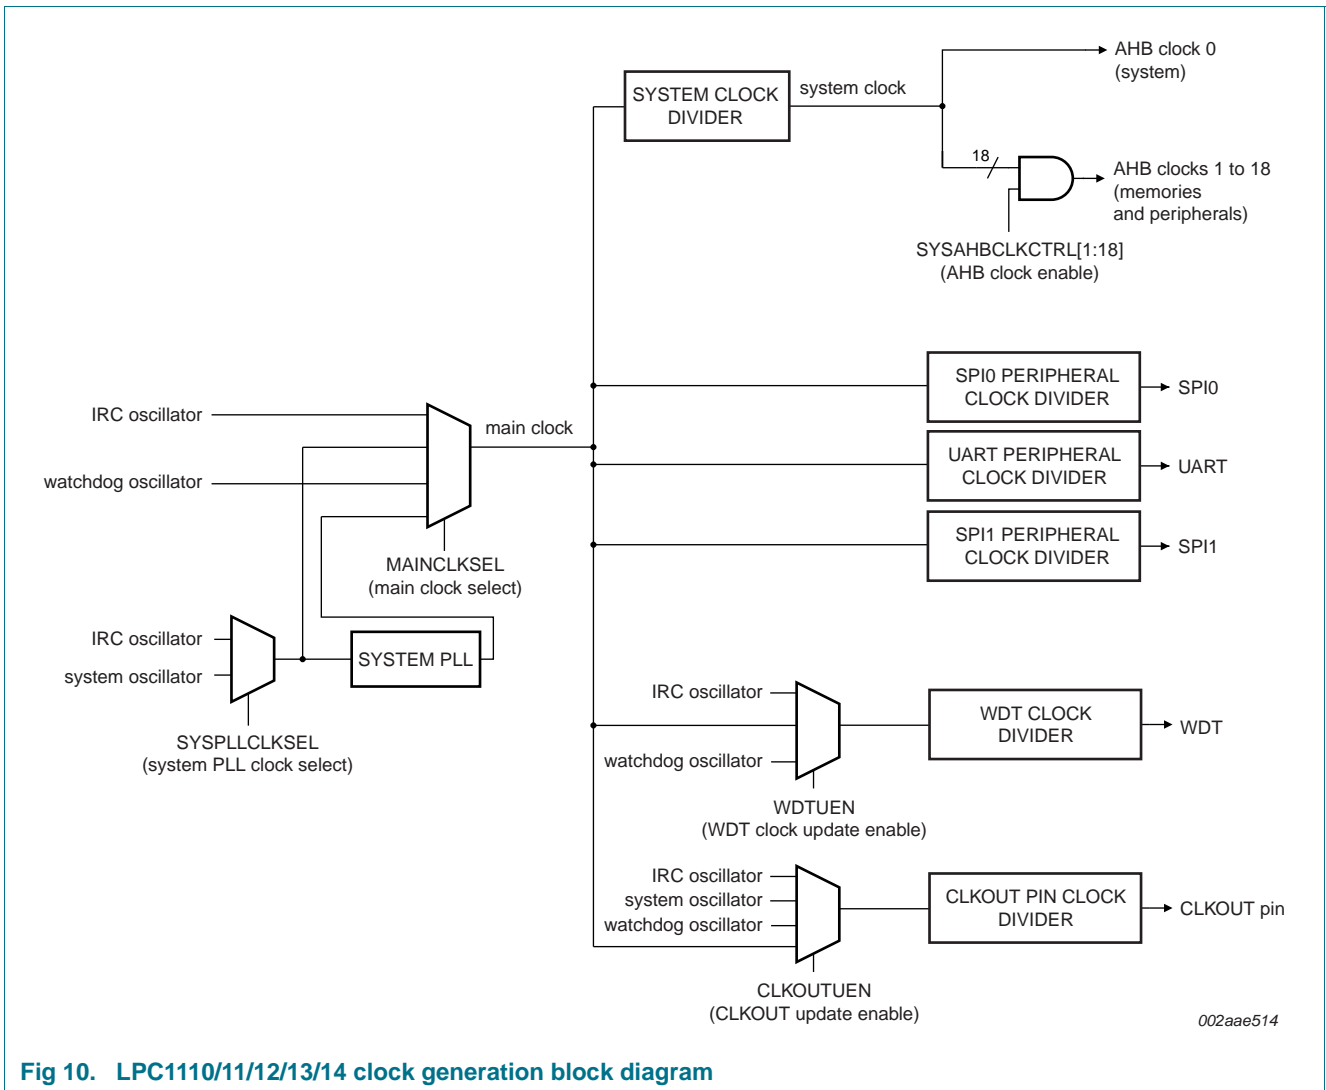 AHB clock 0
(system)
SYSTEM CLOCK
DIVIDER
system clock
18
AHB clocks 1 to 18
(memories
and peripherals)
SYSAHBCLKCTRL[1:18]
(AHB clock enable)
SPI0 PERIPHERAL
CLOCK DIVIDER
SPI0
IRC oscillator
main clock
UART PERIPHERAL
CLOCK DIVIDER
UART
watchdog oscillator
SPI1 PERIPHERAL
CLOCK DIVIDER
SPI1
MAINCLKSEL
(main clock select)
IRC oscillator
system oscillator
SYSTEM PLL
SYSPLLCLKSEL
(system PLL clock select)
IRC oscillator
watchdog oscillator
WDT CLOCK
DIVIDER
WDT
WDTUEN
(WDT clock update enable)
IRC oscillator
system oscillator
watchdog oscillator
CLKOUT PIN CLOCK
DIVIDER
CLKOUT pin
CLKOUTUEN
(CLKOUT update enable)
002aae514
Fig 10. LPC1110/11/12/13/14 clock generation block diagram